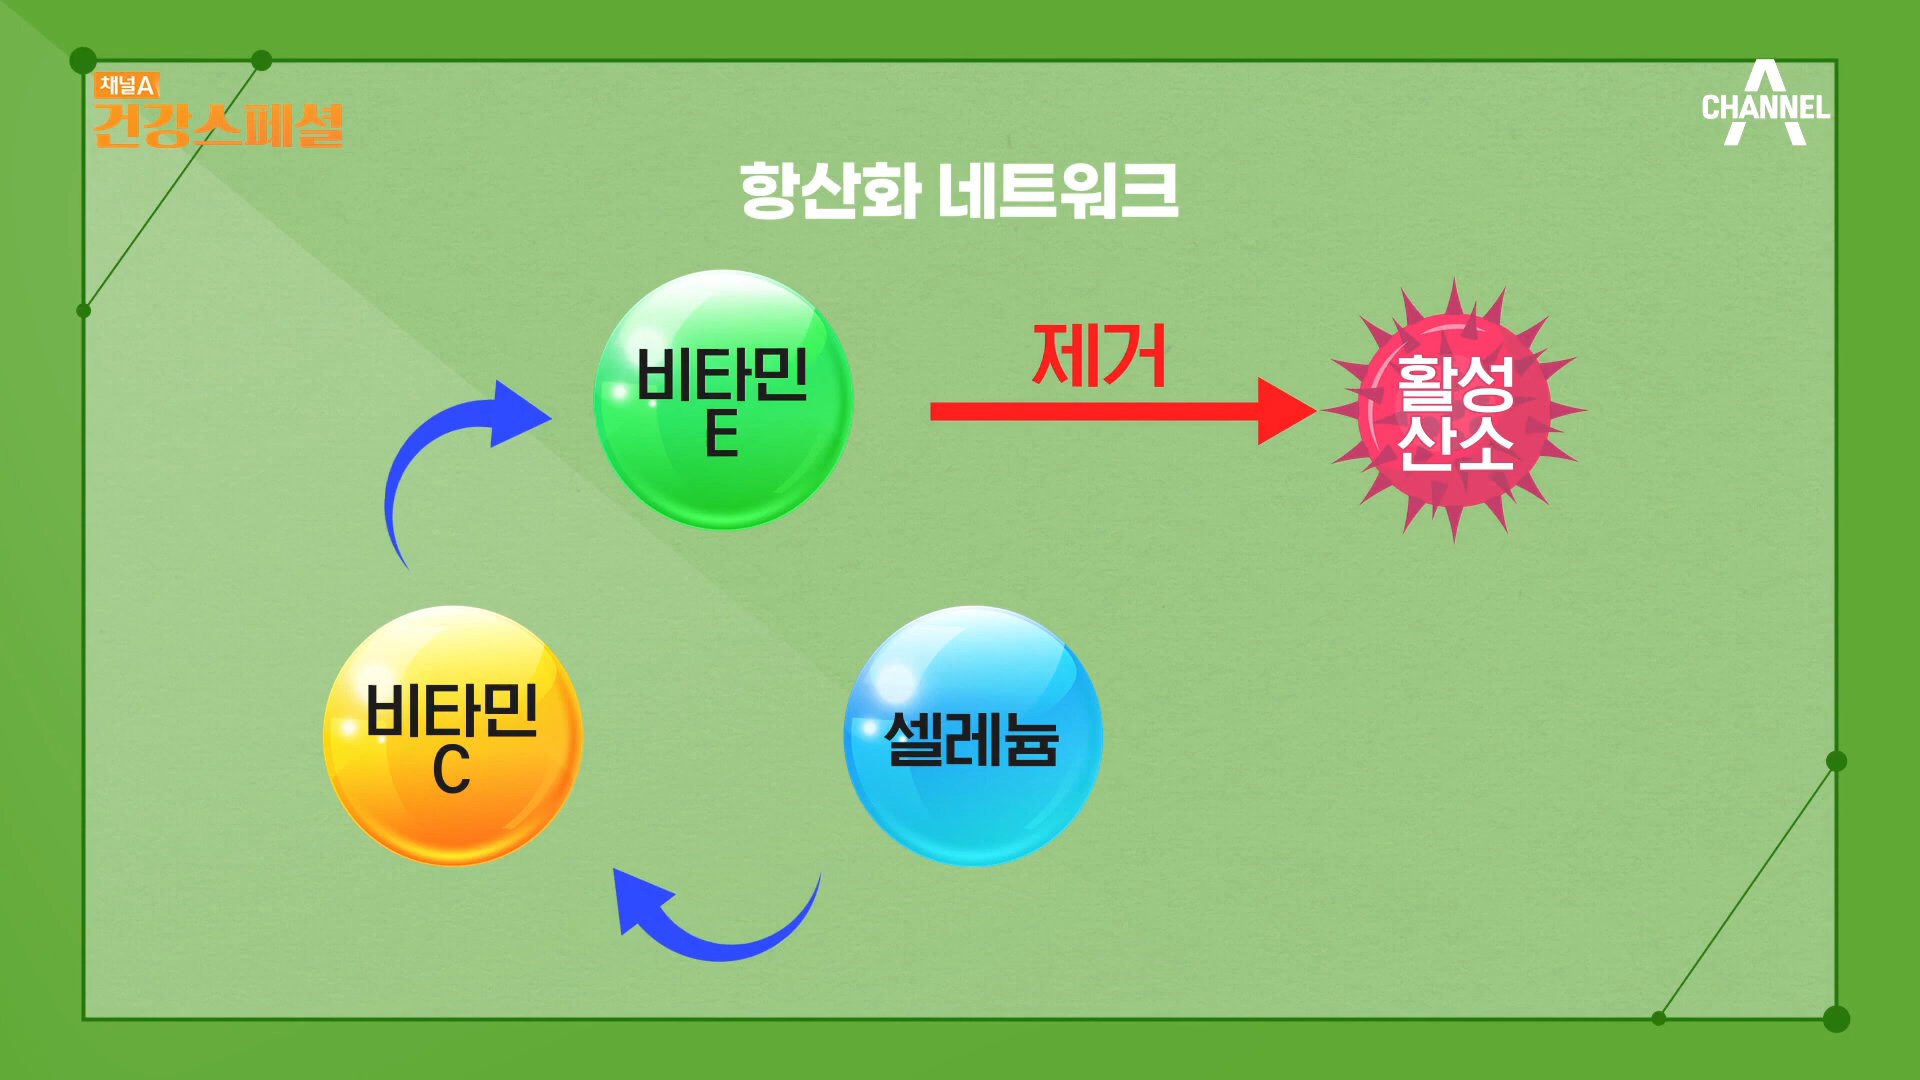 채널A
건강스페셜
CHANNEL A
항산화 네트워크
비타민
E
제거
활성
산소
비타민
C
셀레늄